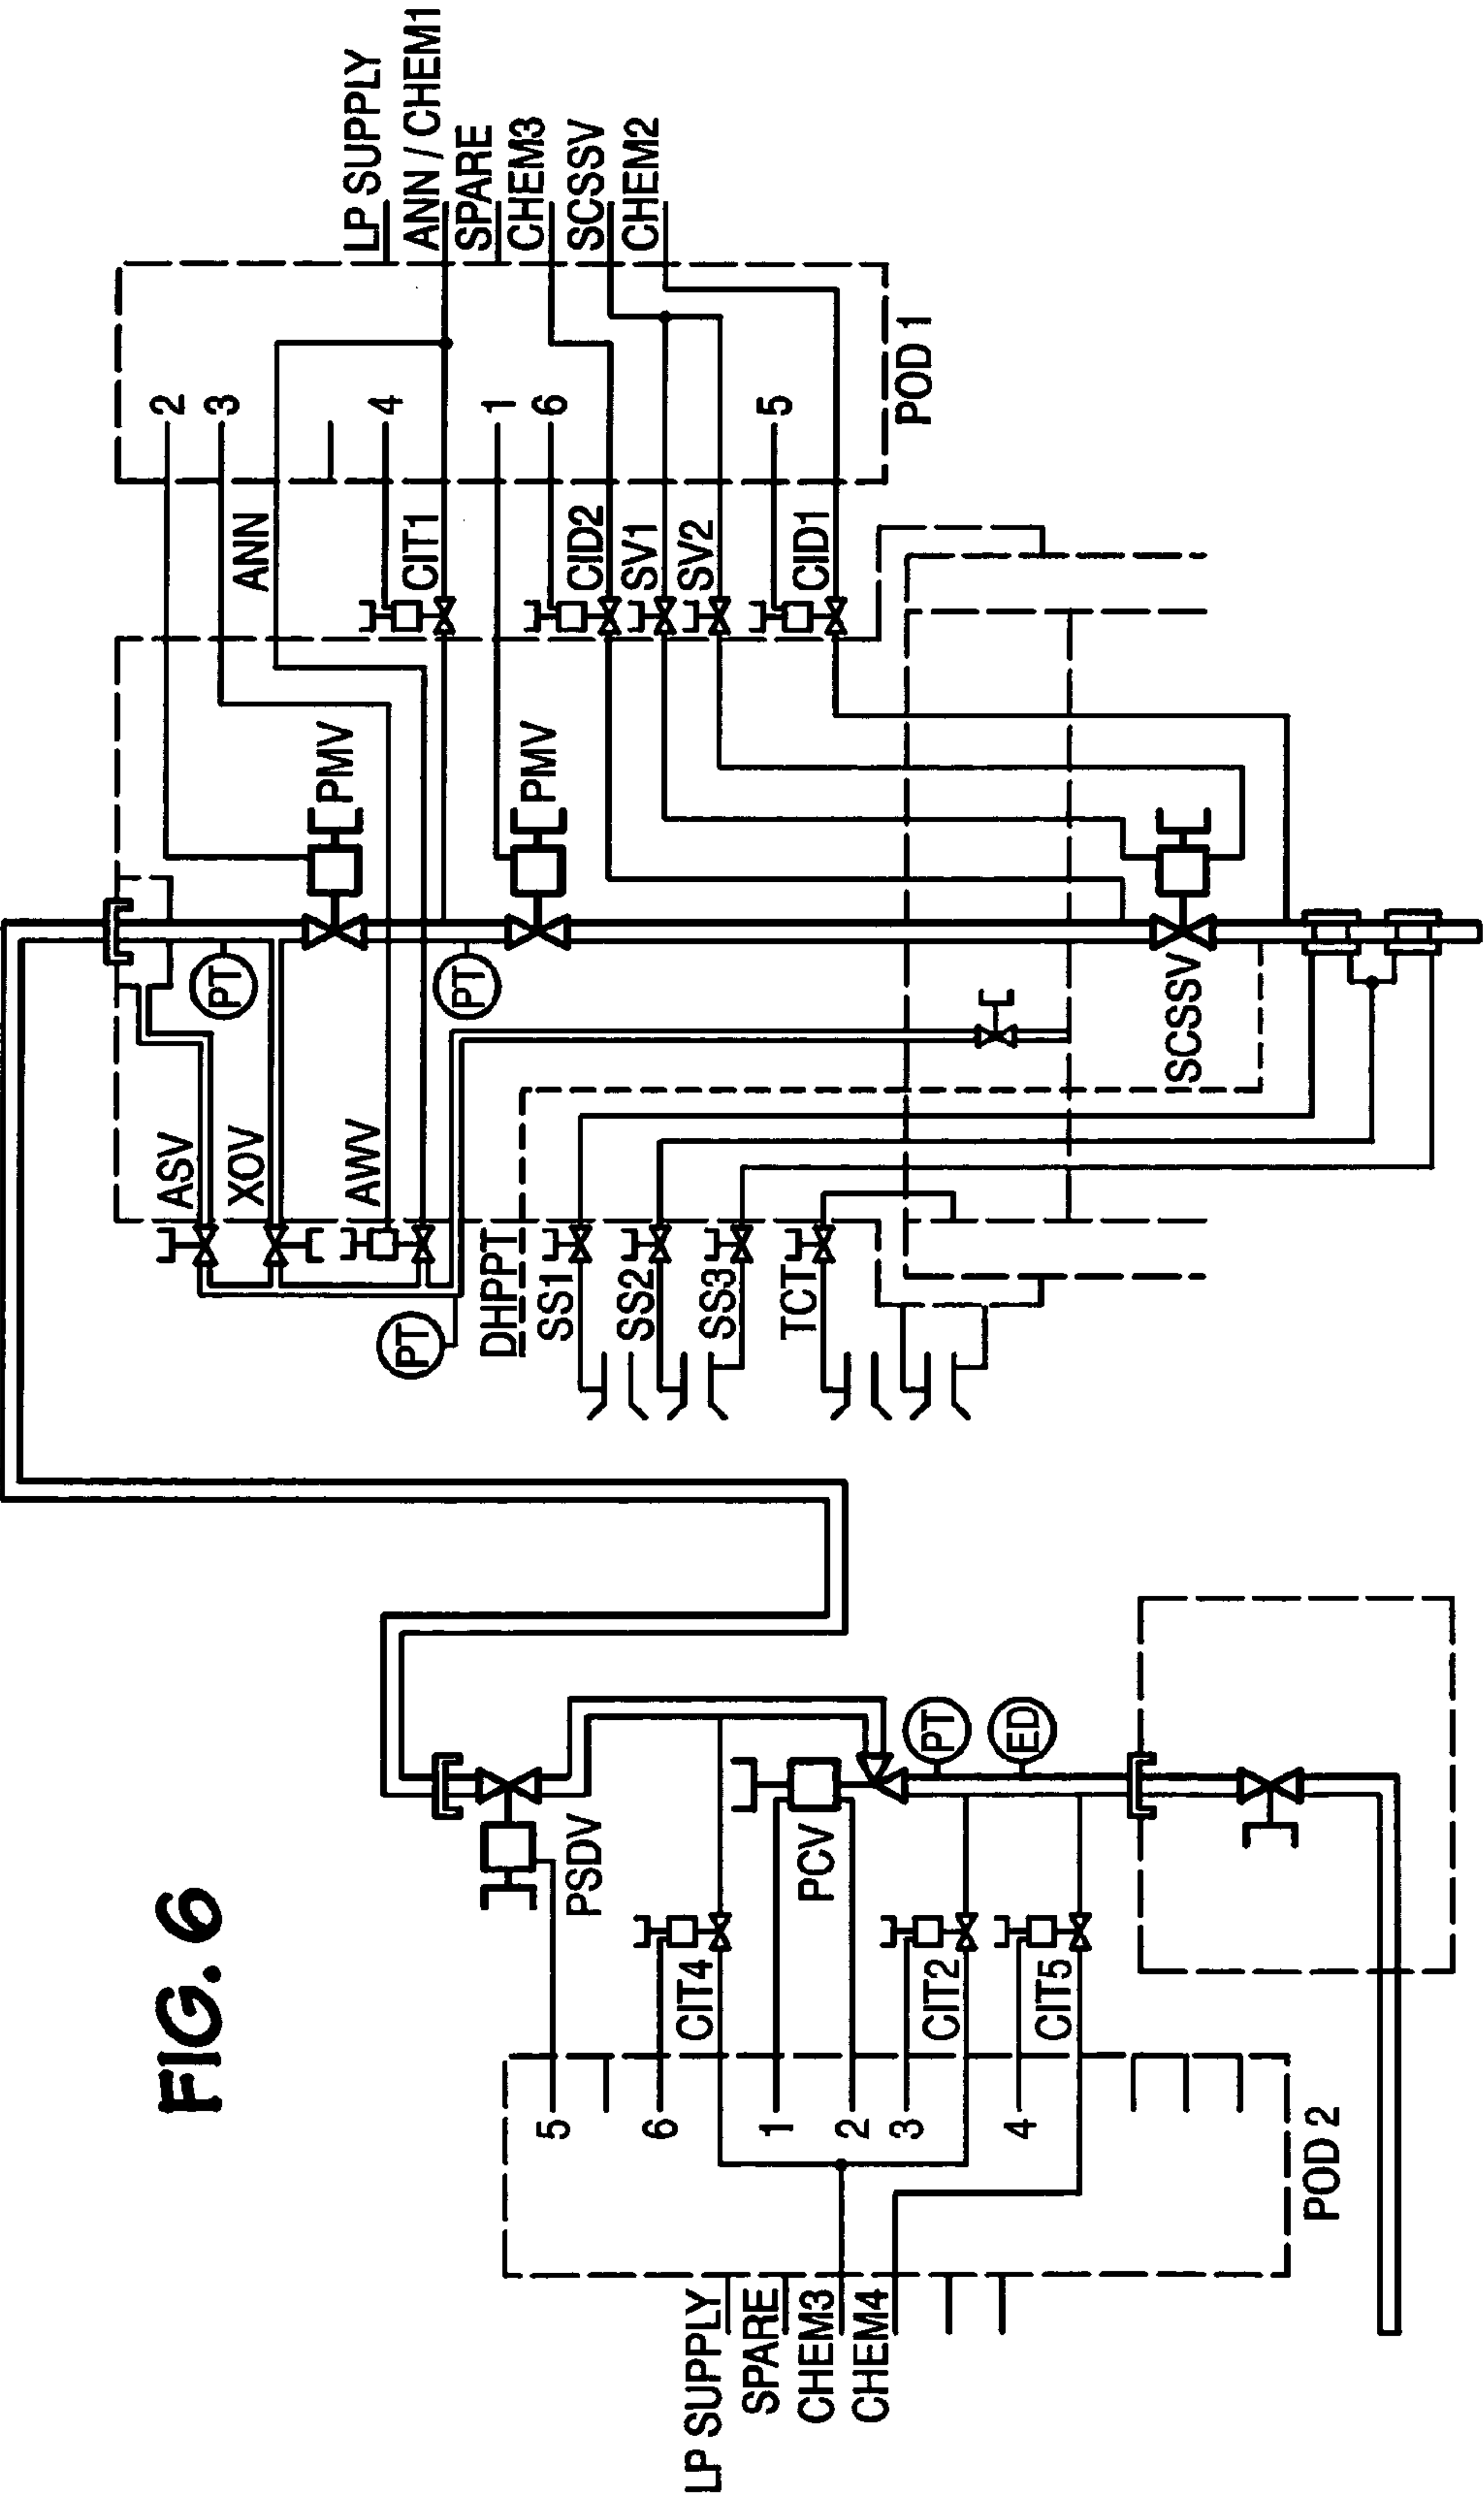 FIG. 6
LP SUPPLY
ANN / CHEM1
SPARE
CHEM3
SCSSV
CHEM2
2
3
4
1
6
5
POD 1
ANN
CIT1
CID2
SV1
SV2
CID1
PMV
PMV
PT
PT
SCSSV
ASV
XOV
AWV
PT
DHPPT
SS1
SS2
SS3
TCT
PT
ED
PSDV
PCV
CIT4
CIT2
CIT5
5
6
1
2
3
4
POD 2
LP SUPPLY
SPARE
CHEM3
CHEM4